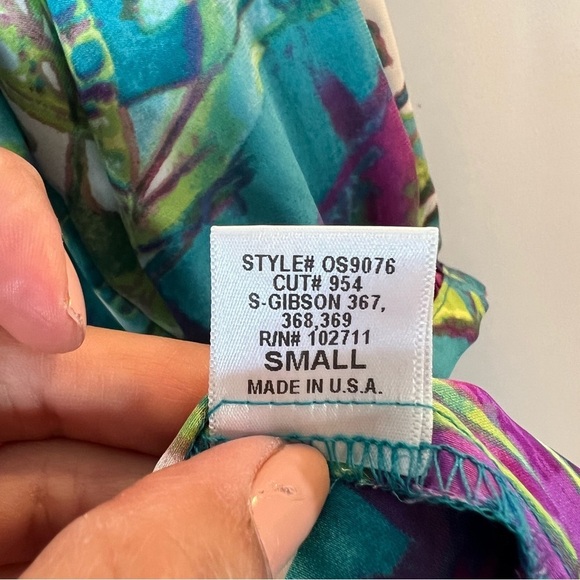 STYLE# OS9076
CUT# 954
S-GIBSON 367,
368,369
R/N# 102711
SMALL
MADE IN U.S.A.